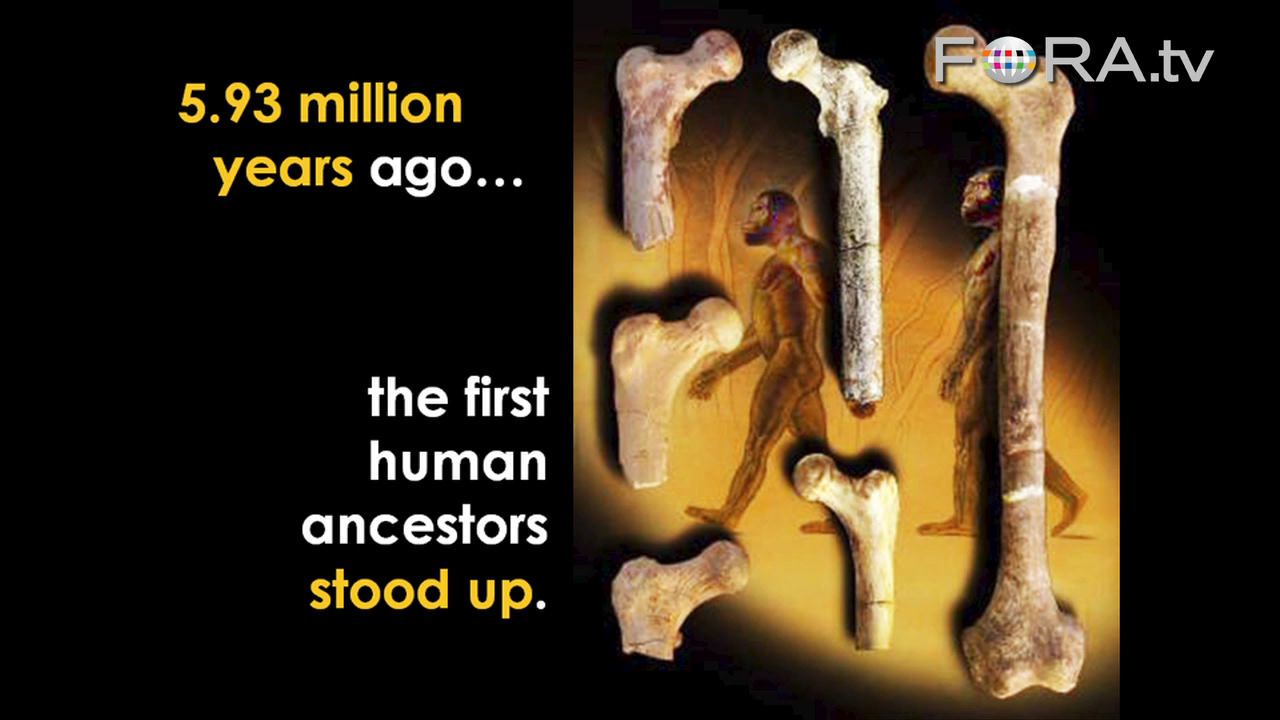 FORA.tv
5.93 million
years ago…
the first
human
ancestors
stood up.